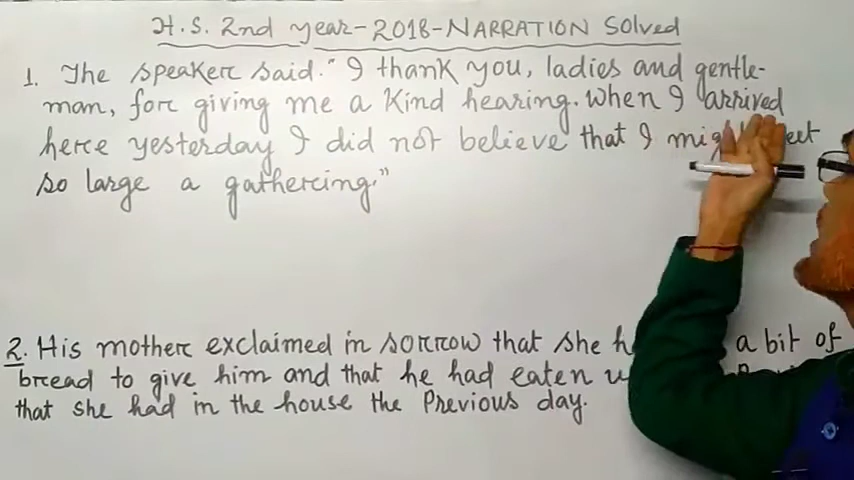 H.S. 2nd year-2018-NARRATION Solved
1. The speaker said. "I thank you, ladies and gentle-
man, for giving me a kind hearing. When I arrived
here yesterday I did not believe that I
so large a gathering."
2. His mother exclaimed in sorrow that she a bit of
bread to give him and that he had eaten
that she had in the house the Previous day.